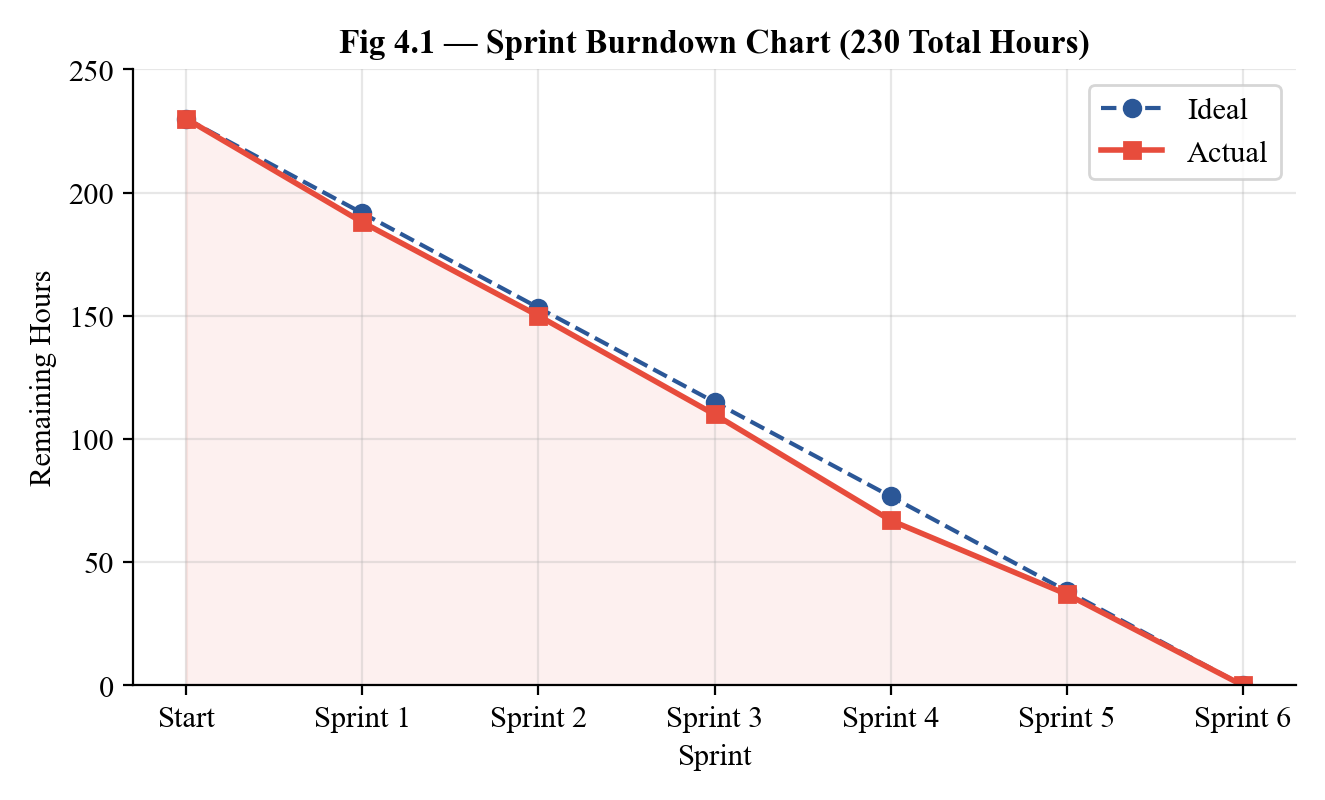 Fig 4.1 — Sprint Burndown Chart (230 Total Hours)
Ideal
Actual
250
200
150
100
50
0
Remaining Hours
Start Sprint 1 Sprint 2 Sprint 3 Sprint 4 Sprint 5 Sprint 6
Sprint